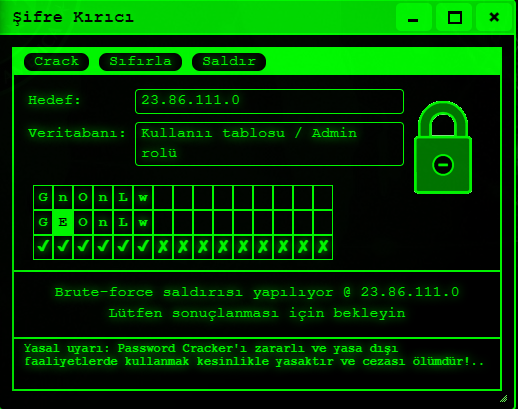 Şifre Kırıcı
Crack Sıfırla Saldır
Hedef: 23.86.111.0
Veritabanı: Kullanıı tablosu / Admin
rolü
G n O n L w
G E O n L w
✓ ✓ ✓ ✓ ✓ ✓ ✗ ✗ ✗ ✗ ✗ ✗ ✗ ✗ ✗
Brute-force saldırısı yapılıyor @ 23.86.111.0
Lütfen sonuçlanması için bekleyin
Yasal uyarı: Password Cracker'ı zararlı ve yasa dışı
faaliyetlerde kullanmak kesinlikle yasaktır ve cezası ölümdür!..